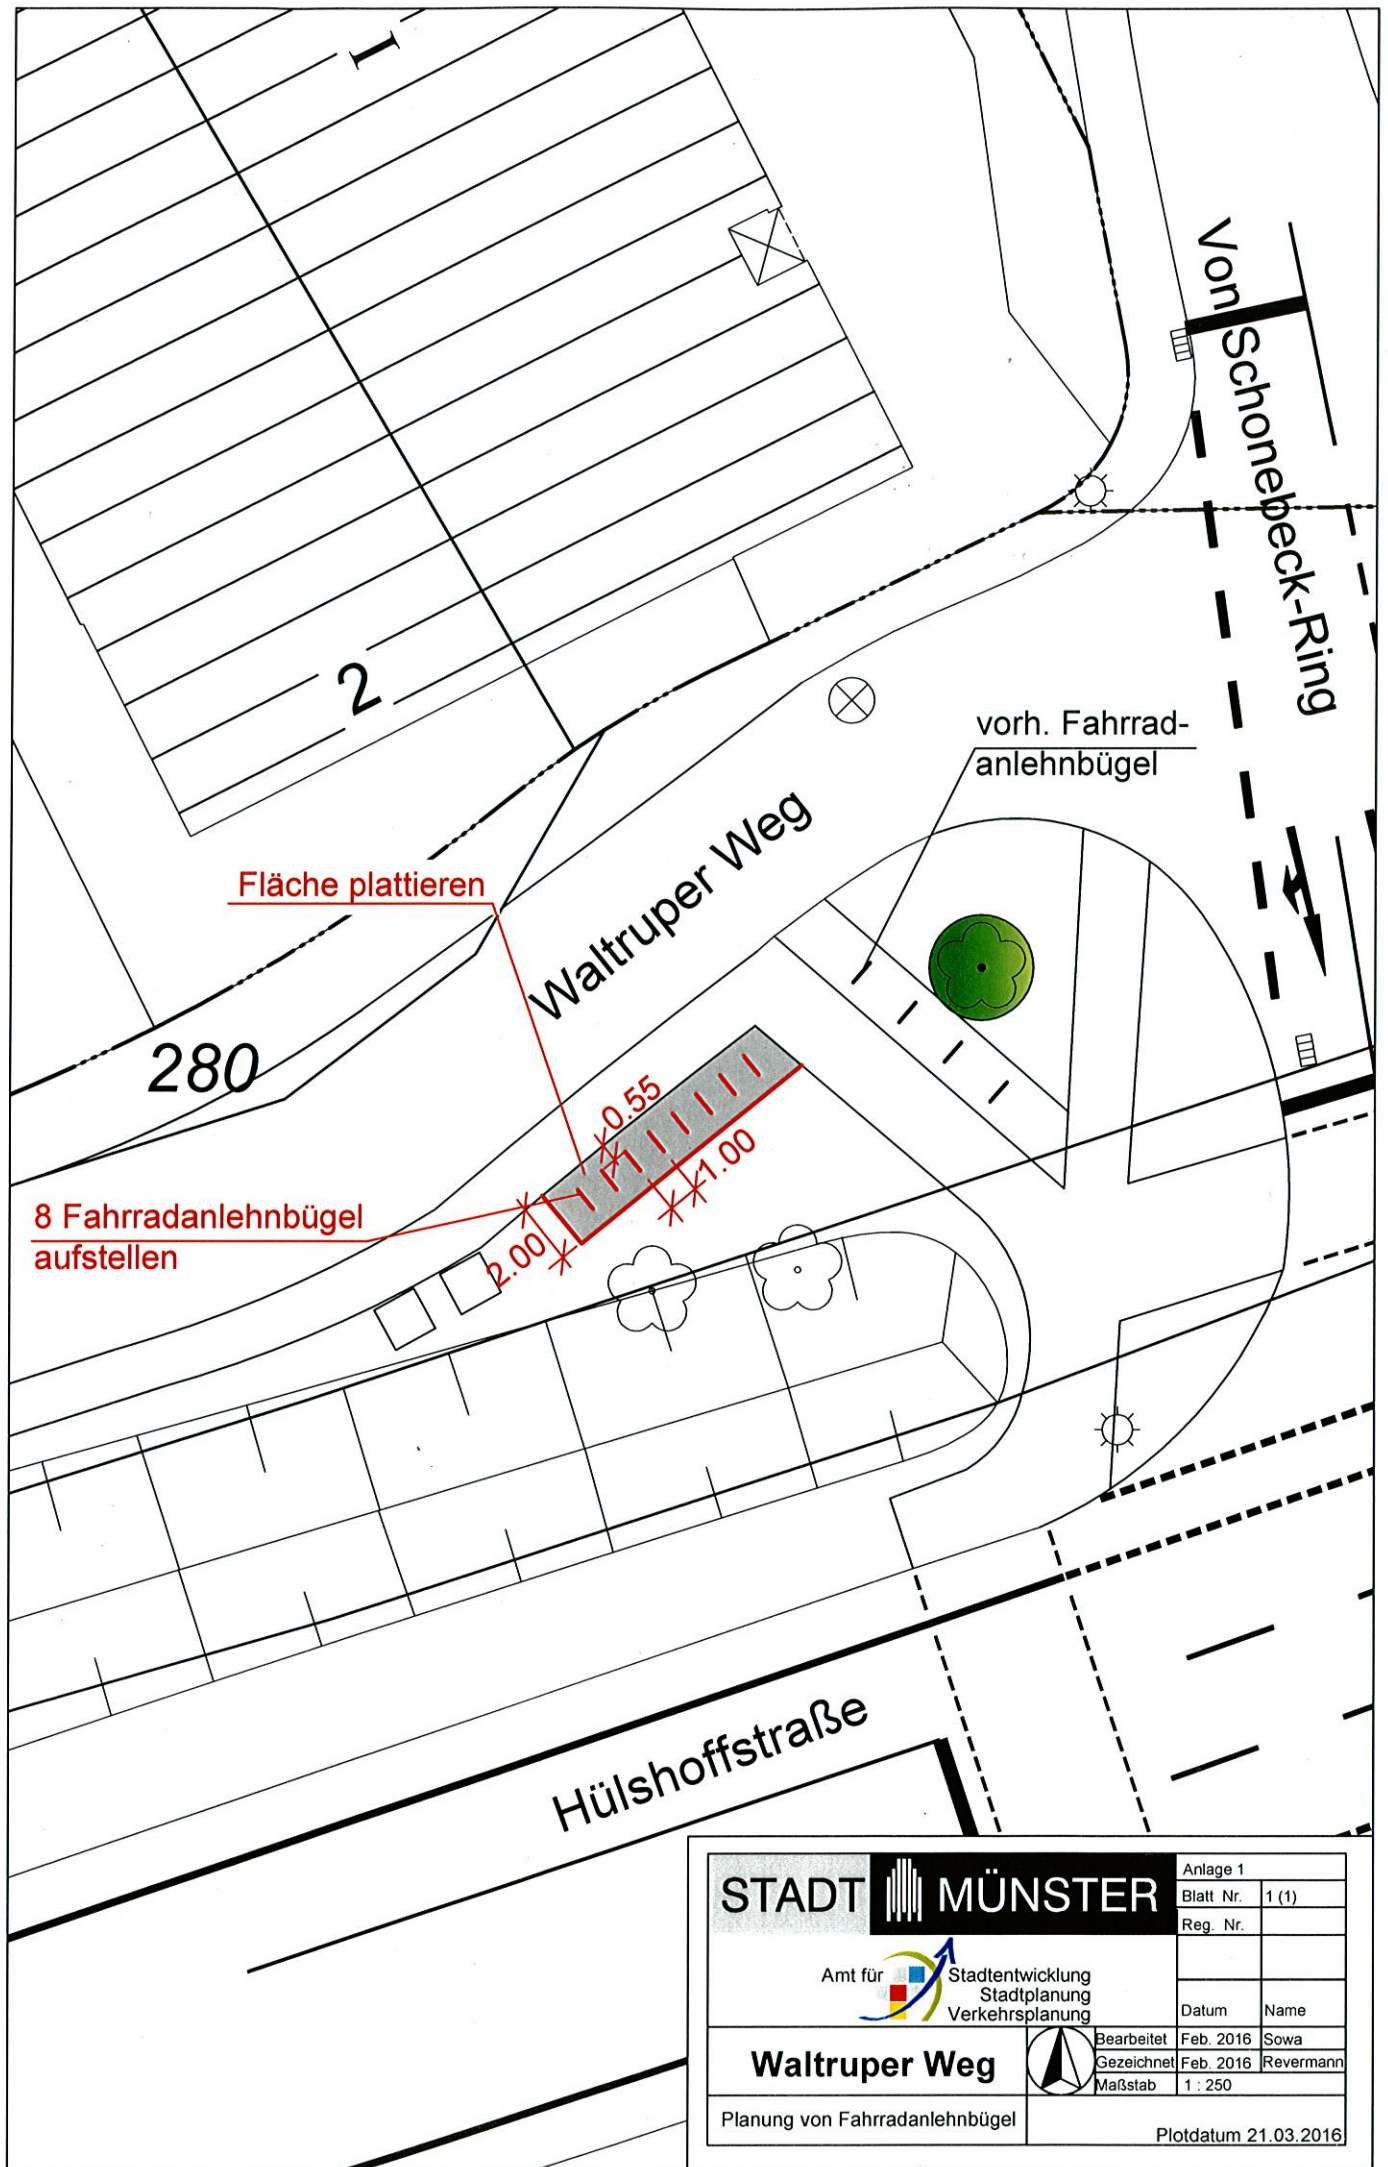 I
Von-Schonebeck-Ring
2
vorh. Fahrrad-
anlehnbügel
Waltruper Weg
Fläche plattieren
280
0.55
1.00
8 Fahrradanlehnbügel
aufstellen
2.00
Hülshoffstraße
STADT MÜNSTER
Anlage 1
Blatt Nr. 1 (1)
Reg. Nr.
Amt für Stadtentwicklung
Stadtplanung
Verkehrsplanung
Datum Name
Waltruper Weg
Bearbeitet Feb. 2016 Sowa
Gezeichnet Feb. 2016 Revermann
Maßstab 1 : 250
Planung von Fahrradanlehnbügel
Plotdatum 21.03.2016